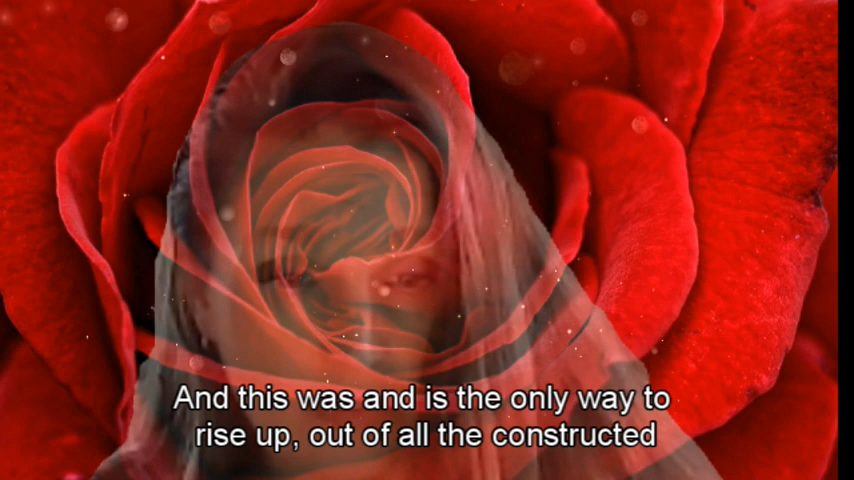 And this was and is the only way to
rise up, out of all the constructed